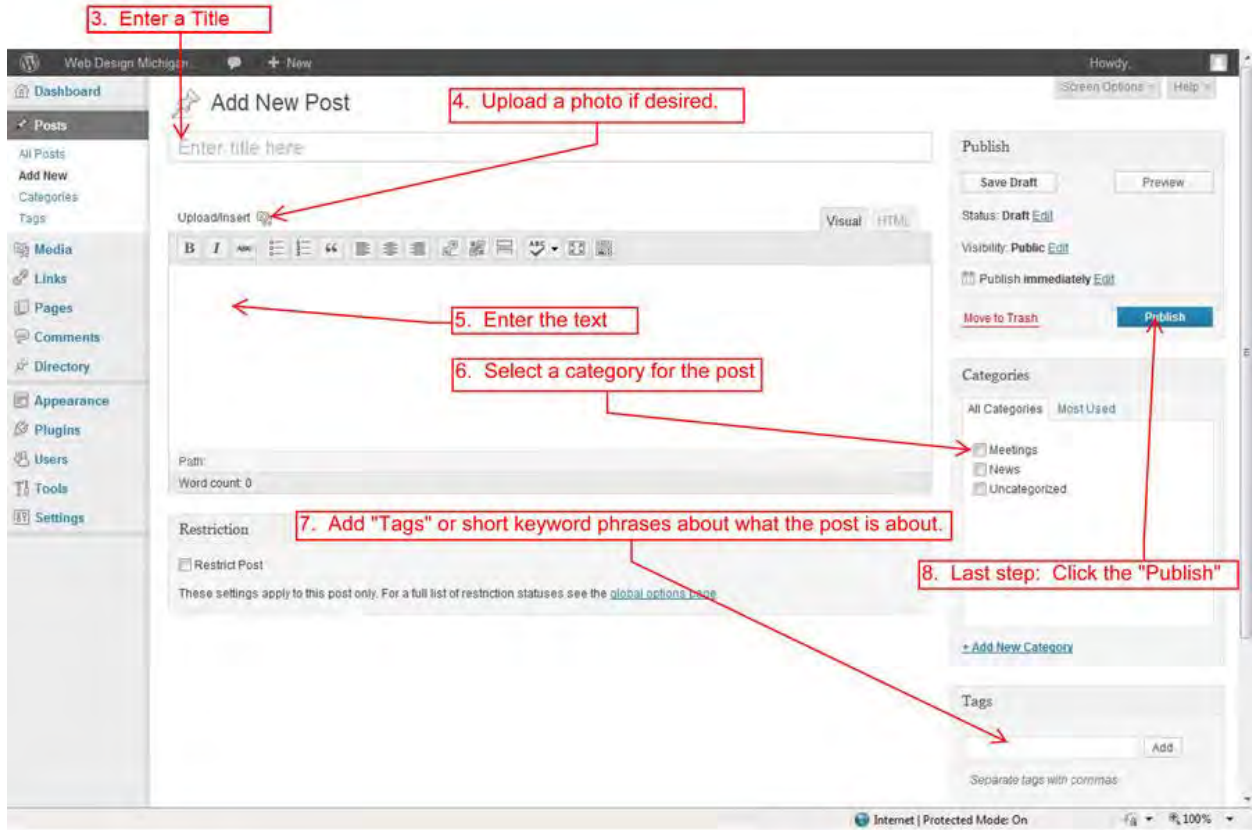 3. Enter a Title
Web Design Michigan... + New Howdy,
Dashboard
Posts
All Posts
Add New
Categories
Tags
Media
Links
Pages
Comments
Directory
Appearance
Plugins
Users
Tools
Settings
Screen Options Help
Add New Post
4. Upload a photo if desired.
Enter title here
Upload/Insert
Visual HTML
B I ABC ABC
5. Enter the text
6. Select a category for the post
Path:
Word count: 0
7. Add "Tags" or short keyword phrases about what the post is about.
Restriction
Restrict Post
These settings apply to this post only. For a full list of restriction statuses see the global options page
Publish
Save Draft Preview
Status: Draft Edit
Visibility: Public Edit
Publish immediately Edit
Move to Trash Publish
Categories
All Categories Most Used
Meetings
News
Uncategorized
8. Last step: Click the "Publish"
+ Add New Category
Tags
Add
Separate tags with commas
Internet | Protected Mode: On 100%